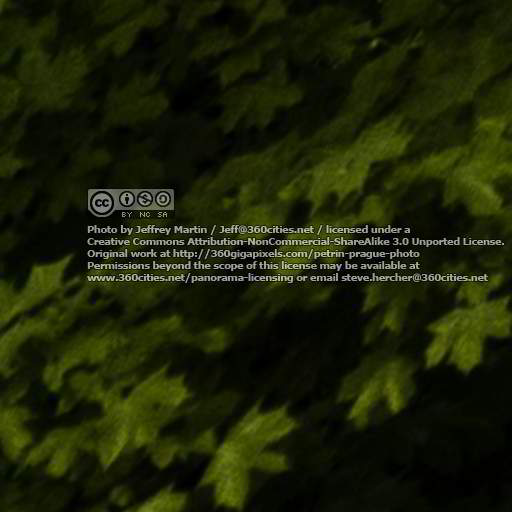 cc
BY NC SA
Photo by Jeffrey Martin / Jeff@360cities.net / licensed under a
Creative Commons Attribution-NonCommercial-ShareAlike 3.0 Unported License.
Original work at http://360gigapixels.com/petrin-prague-photo
Permissions beyond the scope of this license may be available at
www.360cities.net/panorama-licensing or email steve.hercher@360cities.net